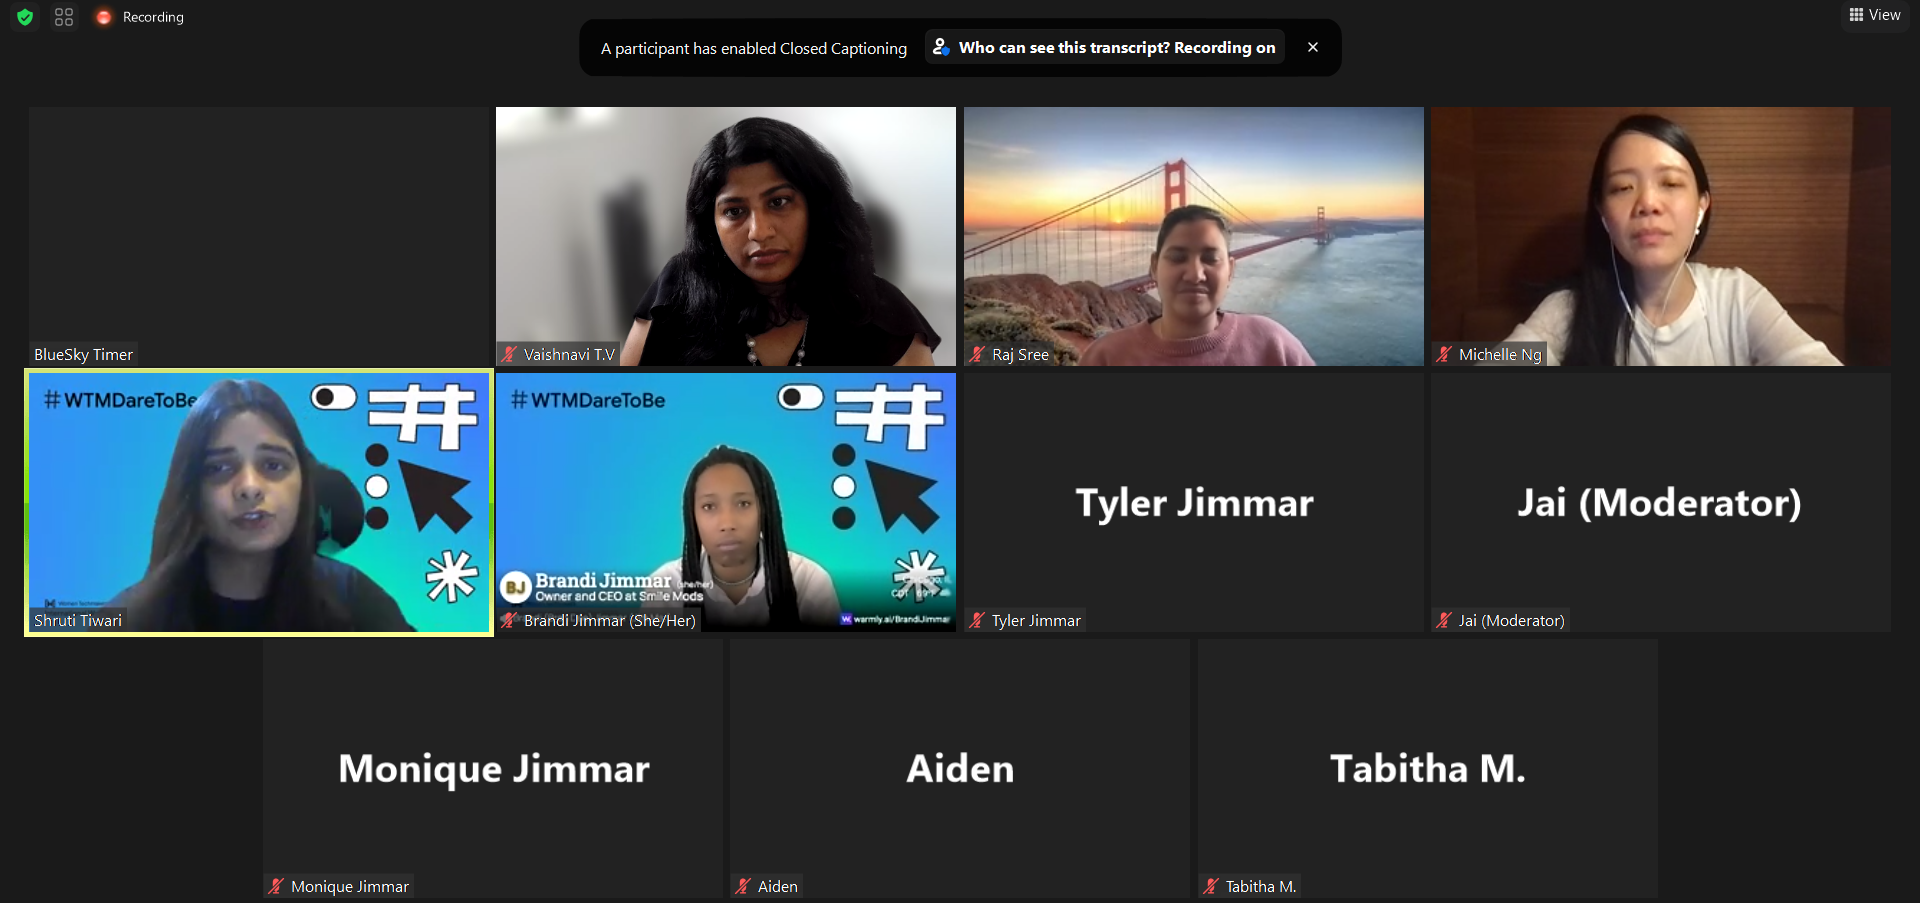 Recording
A participant has enabled Closed Captioning
Who can see this transcript? Recording on
View
BlueSky Timer
Vaishnavi T.V
Raj Sree
Michelle Ng
#WTMDareToBe
Shruti Tiwari
#WTMDareToBe
BJ
Brandi Jimmar (she/her)
Owner and CEO at Smile Mods
CDT
warmly.ai/BrandiJimmar
Brandi Jimmar (She/Her)
Tyler Jimmar
Tyler Jimmar
Jai (Moderator)
Jai (Moderator)
Monique Jimmar
Monique Jimmar
Aiden
Aiden
Tabitha M.
Tabitha M.